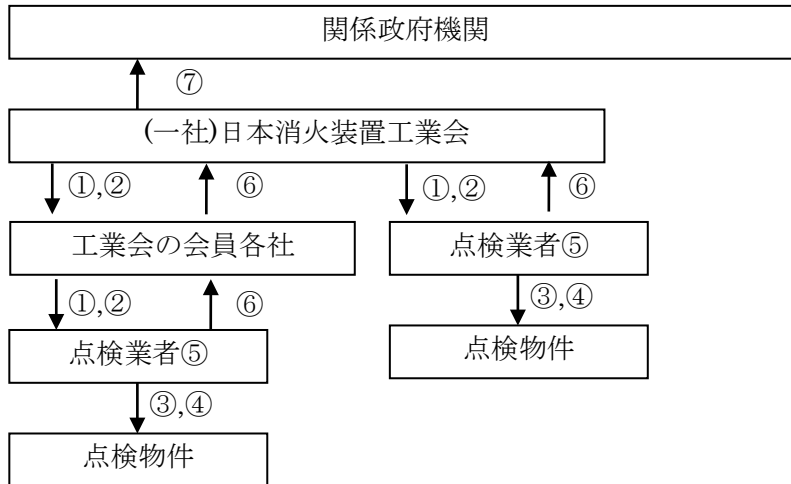 関係政府機関
⑦
(一社)日本消火装置工業会
①,② ⑥ ①,② ⑥
工業会の会員各社 点検業者⑤
①,② ⑥ ③,④
点検業者⑤ 点検物件
③,④
点検物件